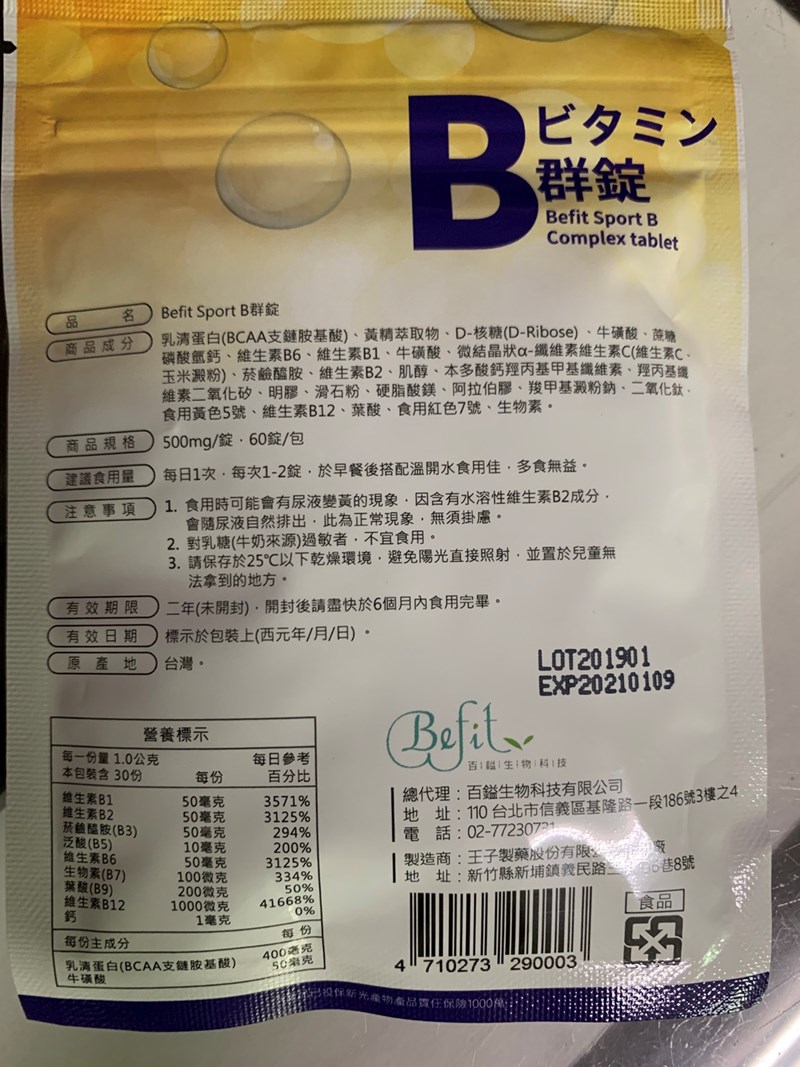 B ビタミン
群錠
Befit Sport B
Complex tablet
品名 Befit Sport B群錠
商品成分 乳清蛋白(BCAA支鏈胺基酸)、黃精萃取物、D-核糖(D-Ribose)、牛磺酸、蔗糖
磷酸氫鈣、維生素B6、維生素B1、牛磺酸、微結晶狀α-纖維素維生素C(維生素C、
玉米澱粉)、菸鹼醯胺、維生素B2、肌醇、本多酸鈣羥丙基甲基纖維素、羥丙基纖
維素二氧化矽、明膠、滑石粉、硬脂酸鎂、阿拉伯膠、羧甲基澱粉鈉、二氧化鈦、
食用黃色5號、維生素B12、葉酸、食用紅色7號、生物素。
商品規格 500mg/錠,60錠/包
建議食用量 每日1次,每次1-2錠,於早餐後搭配溫開水食用佳,多食無益。
注意事項 1. 食用時可能會有尿液變黃的現象,因含有水溶性維生素B2成分,
會隨尿液自然排出,此為正常現象,無須掛慮。
2. 對乳糖(牛奶來源)過敏者,不宜食用。
3. 請保存於25℃以下乾燥環境,避免陽光直接照射,並置於兒童無
法拿到的地方。
有效期限 二年(未開封),開封後請盡快於6個月內食用完畢。
有效日期 標示於包裝上(西元年/月/日)。
原產地 台灣。
LOT201901
EXP20210109
營養標示
每一份量 1.0公克
本包裝含 30份
每份 每日參考百分比
維生素B1 50毫克 3571%
維生素B2 50毫克 3125%
菸鹼醯胺(B3) 50毫克 294%
泛酸(B5) 10毫克 200%
維生素B6 50毫克 3125%
生物素(B7) 100微克 334%
葉酸(B9) 200微克 50%
維生素B12 1000微克 41668%
鈣 1毫克 0%
每份主成分 每份
乳清蛋白(BCAA支鏈胺基酸) 400毫克
牛磺酸 50毫克
Befit
百|鎰|生|物|科|技
總代理:百鎰生物科技有限公司
地 址:110 台北市信義區基隆路一段186號3樓之4
電 話:02-7723073
製造商:王子製藥股份有限 廠
地 址:新竹縣新埔鎮義民路 巷8號
食品
4 710273 290003
已投保新光產物產品責任保險1000萬